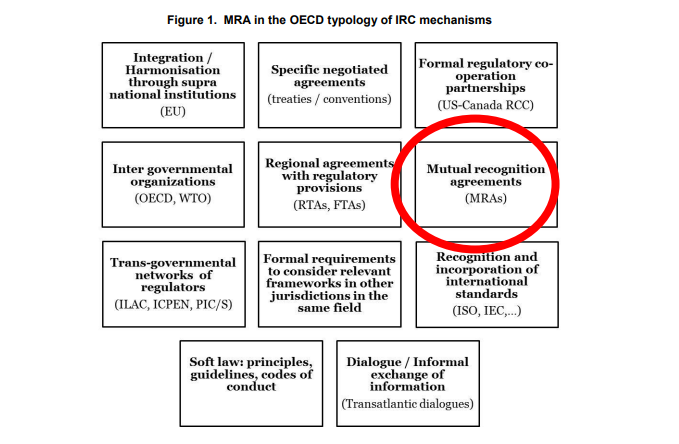 Figure 1. MRA in the OECD typology of IRC mechanisms
Integration /
Harmonisation
through supra
national institutions
(EU)
Specific negotiated
agreements
(treaties / conventions)
Formal regulatory co-
operation
partnerships
(US-Canada RCC)
Inter governmental
organizations
(OECD, WTO)
Regional agreements
with regulatory
provisions
(RTAs, FTAs)
Mutual recognition
agreements
(MRAs)
Trans-governmental
networks of
regulators
(ILAC, ICPEN, PIC/S)
Formal requirements
to consider relevant
frameworks in other
jurisdictions in the
same field
Recognition and
incorporation of
international
standards
(ISO, IEC,...)
Soft law: principles,
guidelines, codes of
conduct
Dialogue / Informal
exchange of
information
(Transatlantic dialogues)